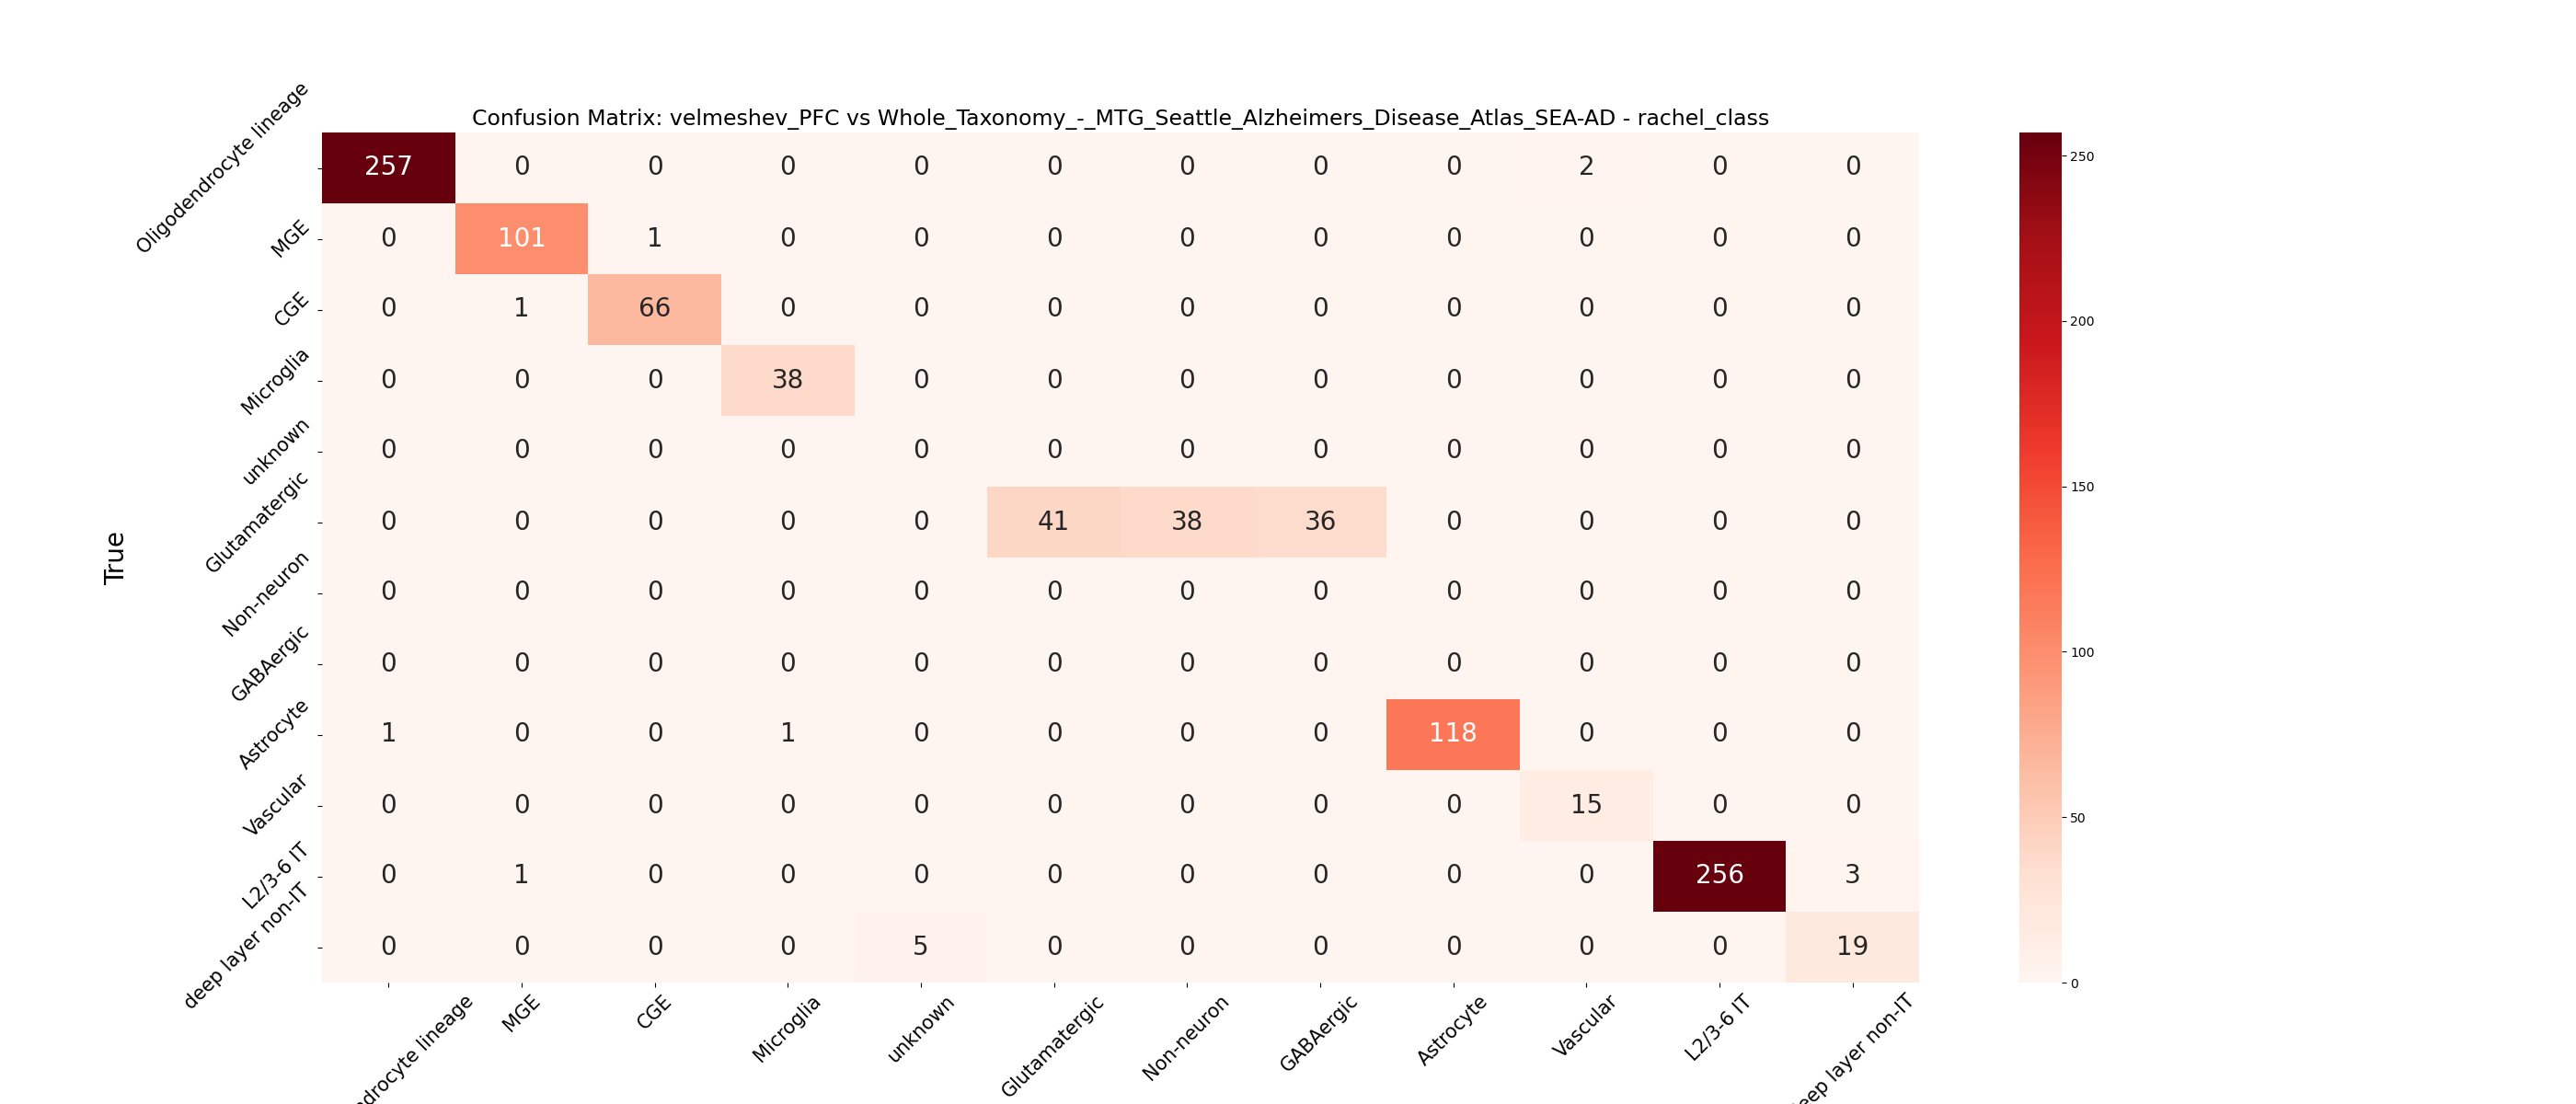 Confusion Matrix: velmeshev_PFC vs Whole_Taxonomy_-_MTG_Seattle_Alzheimers_Disease_Atlas_SEA-AD - rachel_class
True
Oligodendrocyte lineage 257 0 0 0 0 0 0 0 0 2 0 0
MGE 0 101 1 0 0 0 0 0 0 0 0 0
CGE 0 1 66 0 0 0 0 0 0 0 0 0
Microglia 0 0 0 38 0 0 0 0 0 0 0 0
unknown 0 0 0 0 0 0 0 0 0 0 0 0
Glutamatergic 0 0 0 0 0 41 38 36 0 0 0 0
Non-neuron 0 0 0 0 0 0 0 0 0 0 0 0
GABAergic 0 0 0 0 0 0 0 0 0 0 0 0
Astrocyte 1 0 0 1 0 0 0 0 118 0 0 0
Vascular 0 0 0 0 0 0 0 0 0 15 0 0
L2/3-6 IT 0 1 0 0 0 0 0 0 0 0 256 3
deep layer non-IT 0 0 0 0 5 0 0 0 0 0 0 19
lineage
MGE
CGE
Microglia
unknown
Glutamatergic
Non-neuron
GABAergic
Astrocyte
Vascular
L2/3-6 IT
layer non-IT
250
200
150
100
50
0